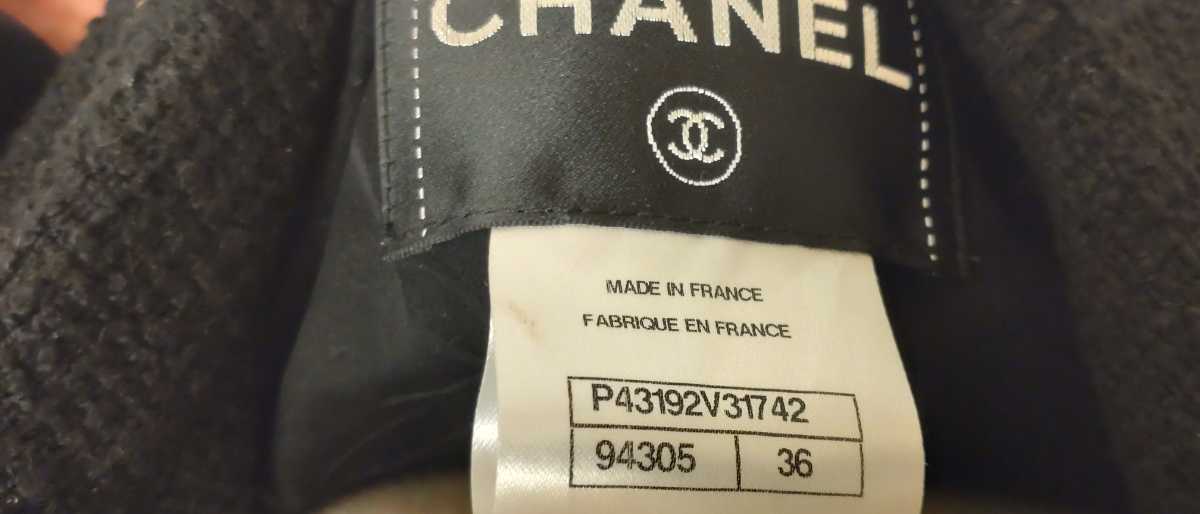 CHANEL
MADE IN FRANCE
FABRIQUE EN FRANCE
P43192V31742
94305 36